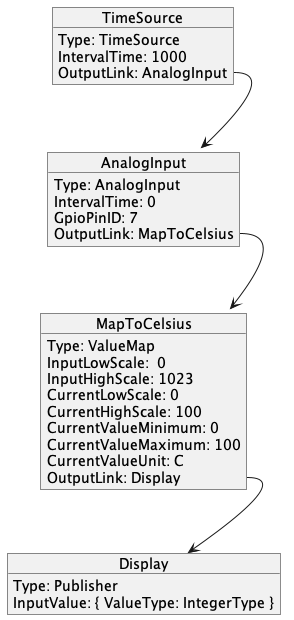 TimeSource
Type: TimeSource
IntervalTime: 1000
OutputLink: AnalogInput
AnalogInput
Type: AnalogInput
IntervalTime: 0
GpioPinID: 7
OutputLink: MapToCelsius
MapToCelsius
Type: ValueMap
InputLowScale:  0
InputHighScale: 1023
CurrentLowScale: 0
CurrentHighScale: 100
CurrentValueMinimum: 0
CurrentValueMaximum: 100
CurrentValueUnit: C
OutputLink: Display
Display
Type: Publisher
InputValue: { ValueType: IntegerType }